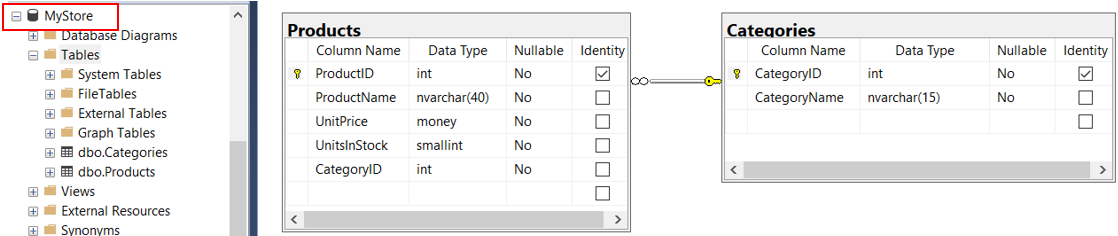 MyStore
Database Diagrams
Tables
System Tables
FileTables
External Tables
Graph Tables
dbo.Categories
dbo.Products
Views
External Resources
Synonyms
Products
Column Name Data Type Nullable Identity
ProductID int No
ProductName nvarchar(40) No
UnitPrice money No
UnitsInStock smallint No
CategoryID int No
Categories
Column Name Data Type Nullable Identity
CategoryID int No
CategoryName nvarchar(15) No